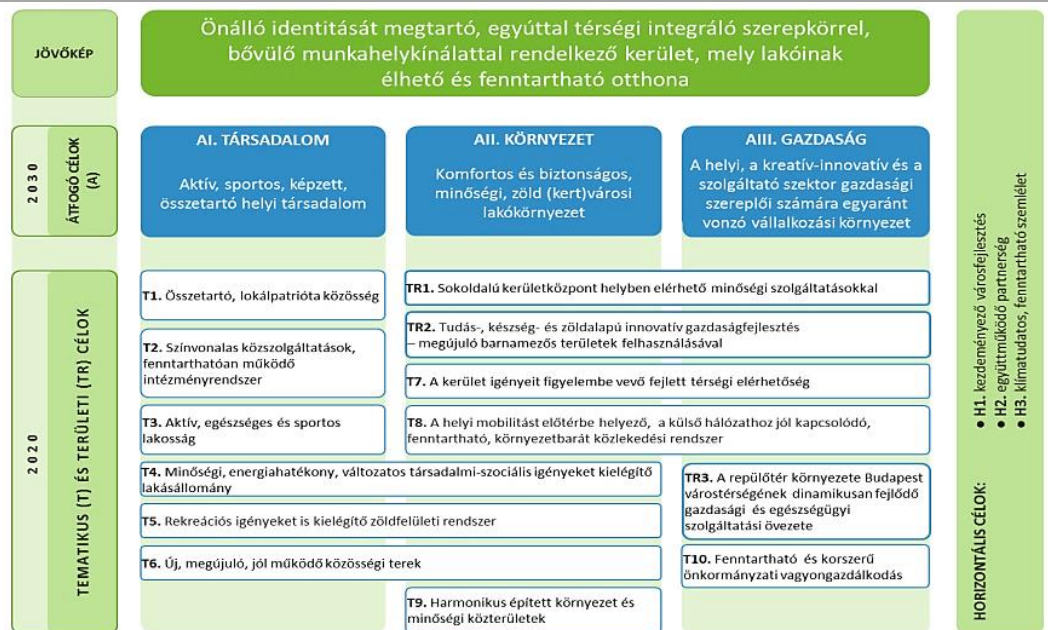 JÖVŐKÉP
Önálló identitását megtartó, egyúttal térségi integráló szerepkörrel,
bővülő munkahelykínálattal rendelkező kerület, mely lakóinak
élhető és fenntartható otthona
2030
ÁTFOGÓ CÉLOK
(A)
AI. TÁRSADALOM
Aktív, sportos, képzett,
összetartó helyi társadalom
AII. KÖRNYEZET
Komfortos és biztonságos,
minőségi, zöld (kert)városi
lakókörnyezet
AIII. GAZDASÁG
A helyi, a kreatív-innovatív és a
szolgáltató szektor gazdasági
szereplői számára egyaránt
vonzó vállalkozási környezet
2020
TEMATIKUS (T) ÉS TERÜLETI (TR) CÉLOK
T1. Összetartó, lokálpatrióta közösség
T2. Színvonalas közszolgáltatások,
fenntarthatóan működő
intézményrendszer
T3. Aktív, egészséges és sportos
lakosság
TR1. Sokoldalú kerületközpont helyben elérhető minőségi szolgáltatásokkal
TR2. Tudás-, készség- és zöldalapú innovatív gazdaságfejlesztés
– megújuló barnamezős területek felhasználásával
T7. A kerület igényeit figyelembe vevő fejlett térségi elérhetőség
T8. A helyi mobilitást előtérbe helyező, a külső hálózathoz jól kapcsolódó,
fenntartható, környezetbarát közlekedési rendszer
T4. Minőségi, energiahatékony, változatos társadalmi-szociális igényeket kielégítő
lakásállomány
T5. Rekreációs igényeket is kielégítő zöldfelületi rendszer
T6. Új, megújuló, jól működő közösségi terek
T9. Harmonikus épített környezet és
minőségi közterületek
TR3. A repülőtér környezete Budapest
várostérségének dinamikusan fejlődő
gazdasági és egészségügyi
szolgáltatási övezete
T10. Fenntartható és korszerű
önkormányzati vagyongazdálkodás
HORIZONTÁLIS CÉLOK:
• H1. kezdeményező városfejlesztés
• H2. együttműködő partnerség
• H3. klímatudatos, fenntartható szemlélet